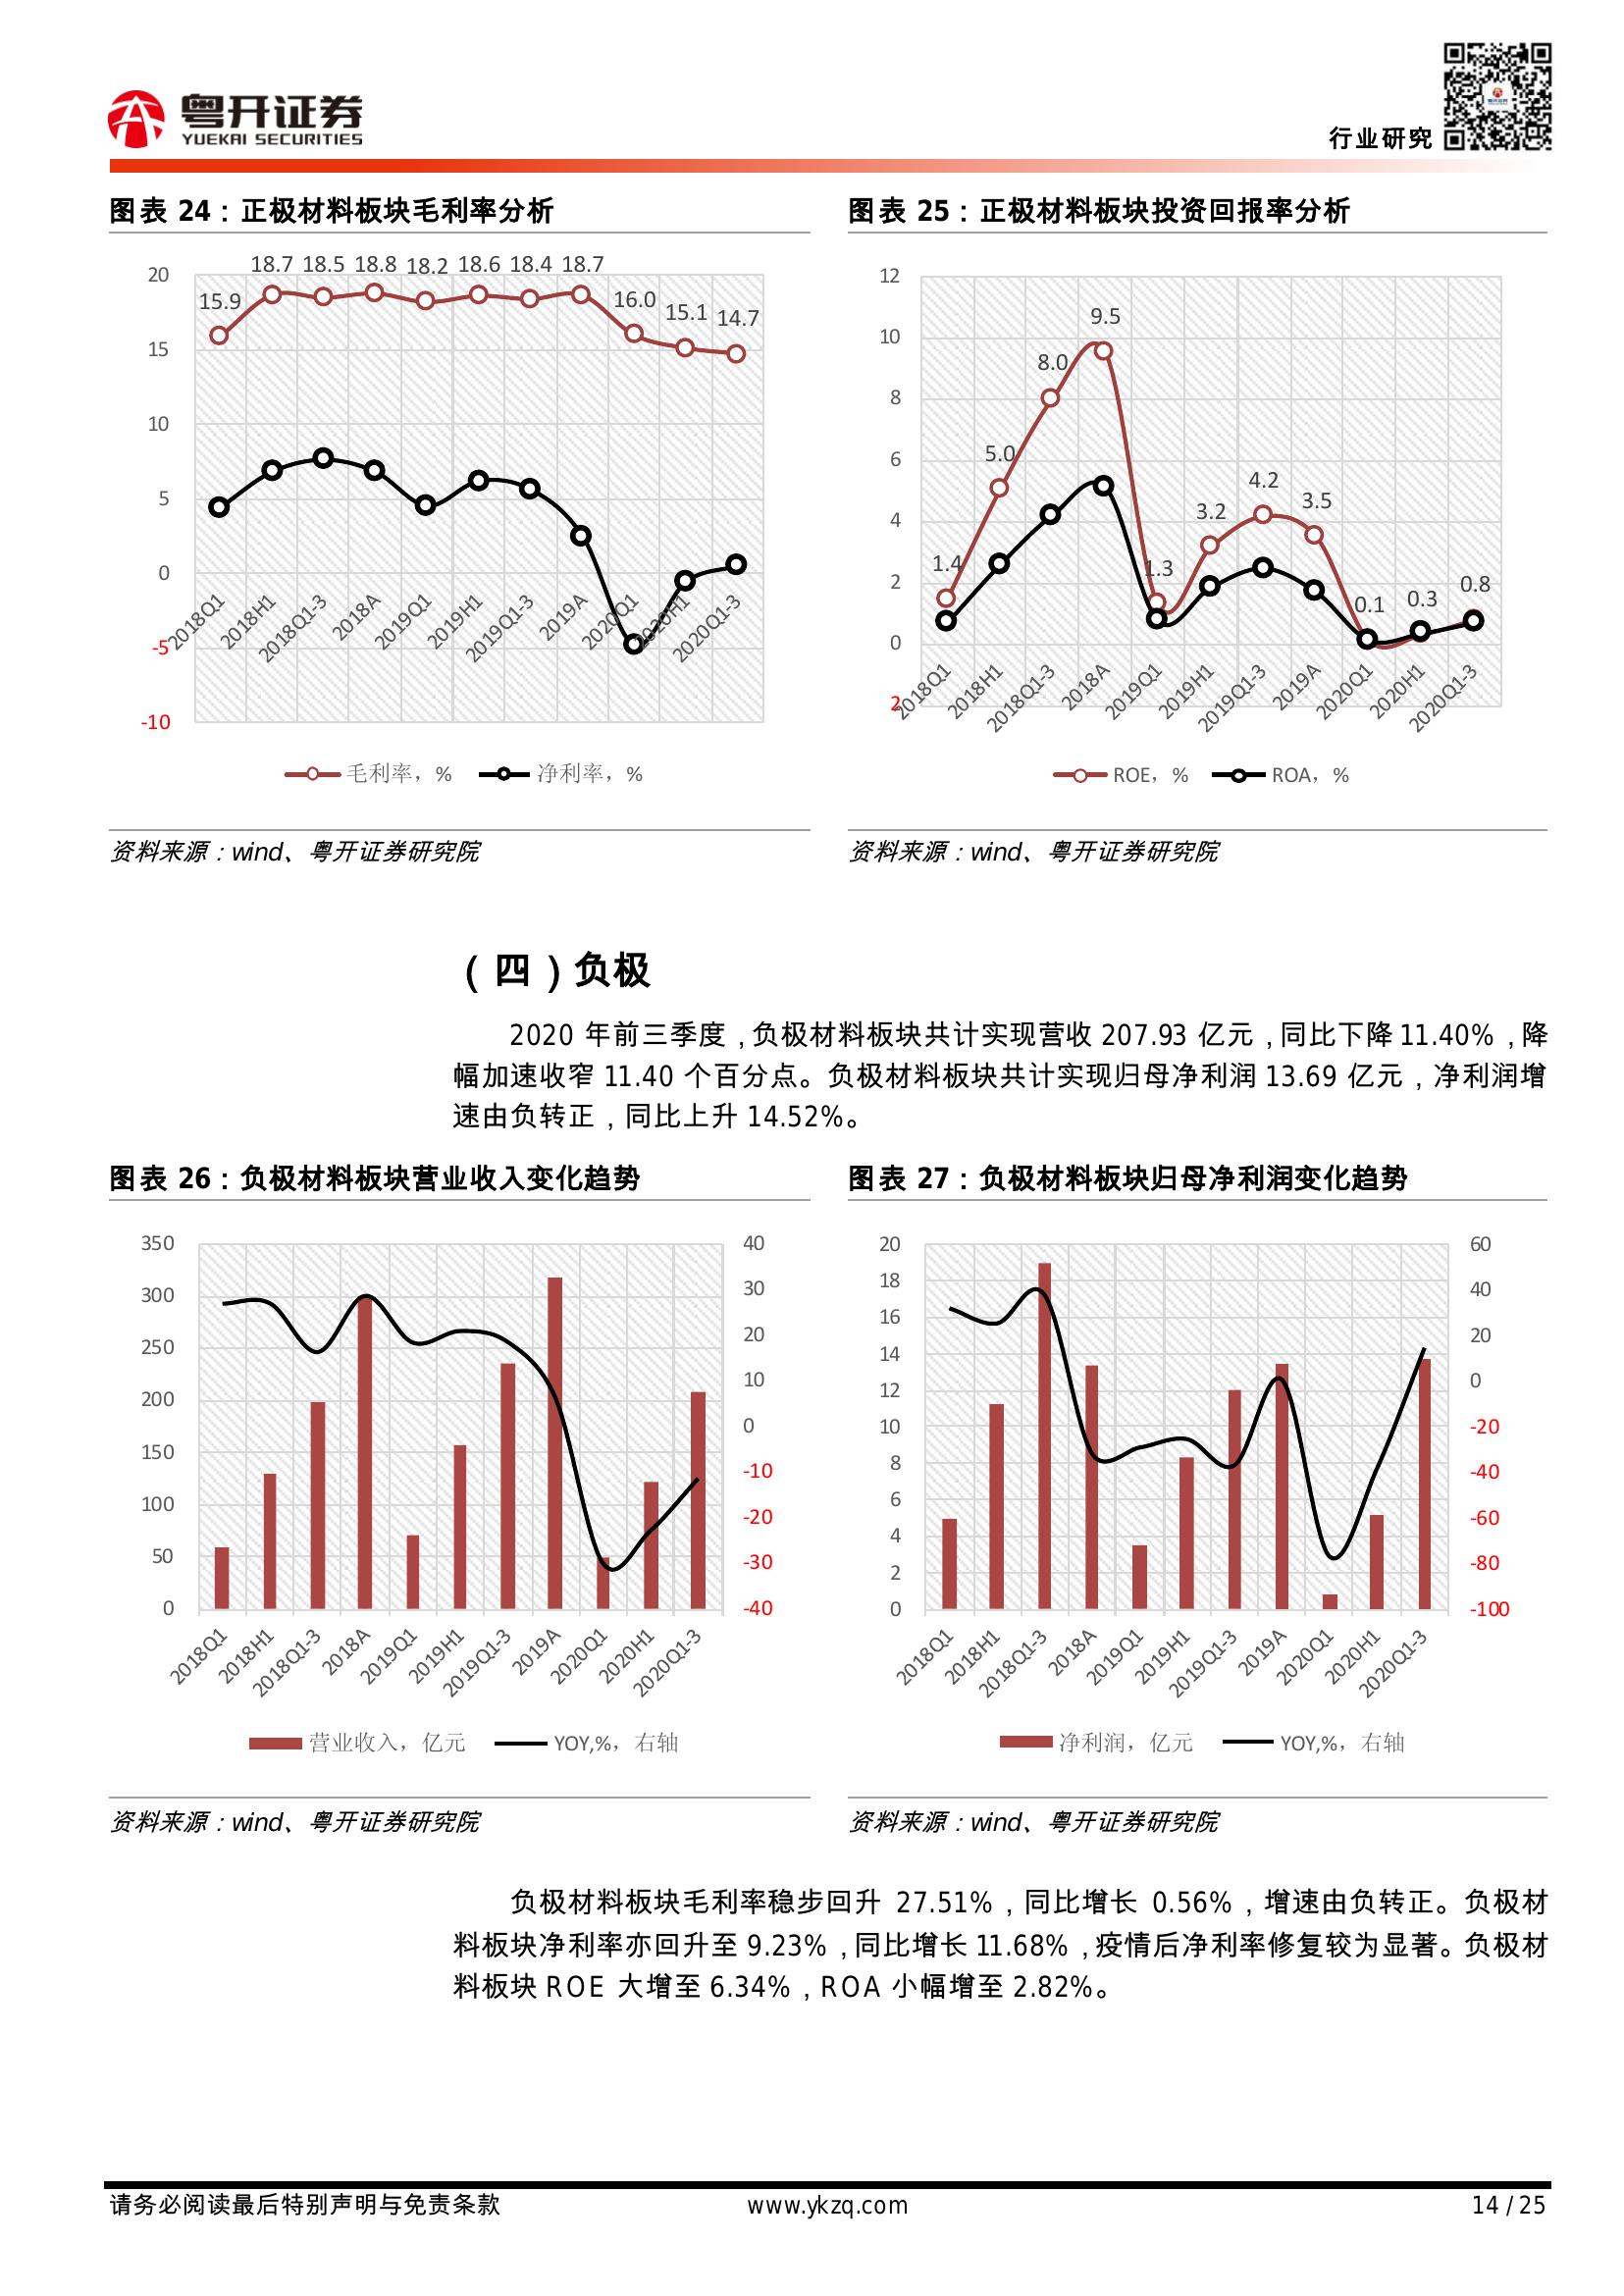 粤开证券
YUEKAI SECURITIES
行业研究
图表 24：正极材料板块毛利率分析
20
15
10
5
0
-5
-10
15.9
18.7
18.5
18.8
18.2
18.6
18.4
18.7
16.0
15.1
14.7
2018Q1
2018H1
2018Q1-3
2018A
2019Q1
2019H1
2019Q1-3
2019A
2020Q1
2020H1
2020Q1-3
毛利率，%
净利率，%
资料来源：wind、粤开证券研究院
图表 25：正极材料板块投资回报率分析
12
10
8
6
4
2
0
2
1.4
5.0
8.0
9.5
1.3
3.2
4.2
3.5
0.1
0.3
0.8
2018Q1
2018H1
2018Q1-3
2018A
2019Q1
2019H1
2019Q1-3
2019A
2020Q1
2020H1
2020Q1-3
ROE，%
ROA，%
资料来源：wind、粤开证券研究院
（四）负极
2020 年前三季度，负极材料板块共计实现营收 207.93 亿元，同比下降 11.40%，降
幅加速收窄 11.40 个百分点。负极材料板块共计实现归母净利润 13.69 亿元，净利润增
速由负转正，同比上升 14.52%。
图表 26：负极材料板块营业收入变化趋势
350
300
250
200
150
100
50
0
40
30
20
10
0
-10
-20
-30
-40
2018Q1
2018H1
2018Q1-3
2018A
2019Q1
2019H1
2019Q1-3
2019A
2020Q1
2020H1
2020Q1-3
营业收入，亿元
YOY,%，右轴
资料来源：wind、粤开证券研究院
图表 27：负极材料板块归母净利润变化趋势
20
18
16
14
12
10
8
6
4
2
0
60
40
20
0
-20
-40
-60
-80
-100
2018Q1
2018H1
2018Q1-3
2018A
2019Q1
2019H1
2019Q1-3
2019A
2020Q1
2020H1
2020Q1-3
净利润，亿元
YOY,%，右轴
资料来源：wind、粤开证券研究院
负极材料板块毛利率稳步回升 27.51%，同比增长 0.56%，增速由负转正。负极材
料板块净利率亦回升至 9.23%，同比增长 11.68%，疫情后净利率修复较为显著。负极材
料板块 ROE 大增至 6.34%，ROA 小幅增至 2.82%。
请务必阅读最后特别声明与免责条款
www.ykzq.com
14 / 25